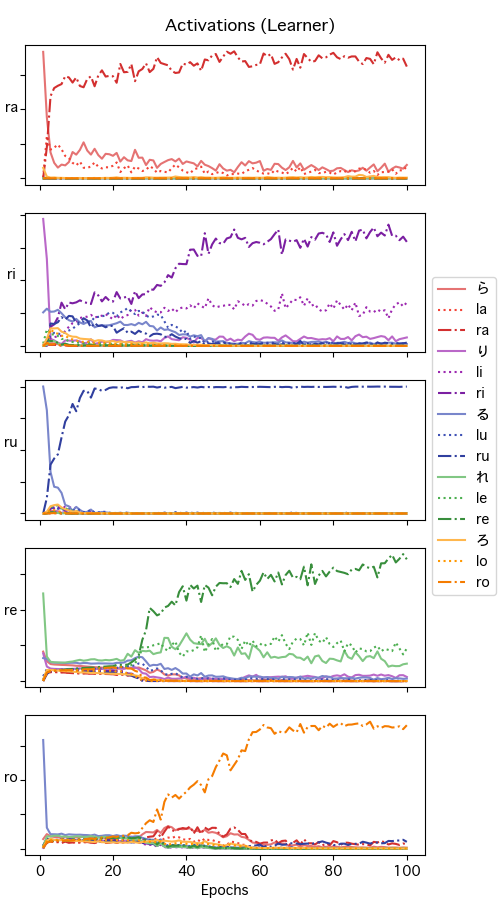 Activations (Learner)
ra
ri
ru
re
ro
0 20 40 60 80 100
Epochs
ら
la
ra
り
li
ri
る
lu
ru
れ
le
re
ろ
lo
ro